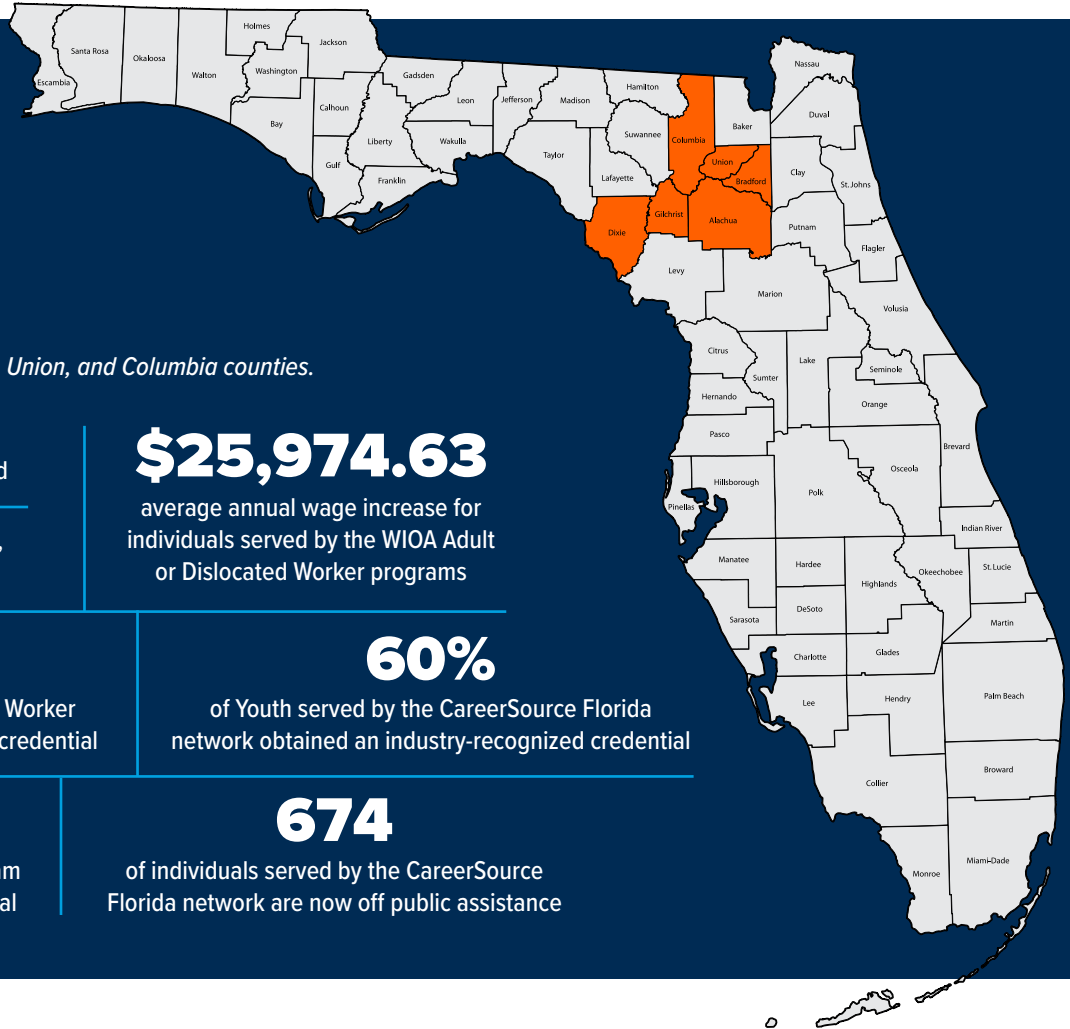 Holmes
Jackson
Santa Rosa
Okaloosa
Walton
Washington
Escambia
Gadsden
Leon
Jefferson
Madison
Hamilton
Nassau
Calhoun
Bay
Liberty
Wakulla
Taylor
Suwannee
Columbia
Baker
Duval
Gulf
Franklin
Lafayette
Union
Bradford
Clay
St. Johns
Dixie
Gilchrist
Alachua
Putnam
Flagler
Levy
Marion
Volusia
Union, and Columbia counties.
Citrus
Sumter
Lake
Seminole
Hernando
Orange
Pasco
Brevard
d
$25,974.63
average annual wage increase for
individuals served by the WIOA Adult
or Dislocated Worker programs
,
Hillsborough
Polk
Osceola
Pinellas
Indian River
Manatee
Hardee
Highlands
Okeechobee
St. Lucie
Sarasota
DeSoto
Martin
Charlotte
Glades
Worker
credential
60%
of Youth served by the CareerSource Florida
network obtained an industry-recognized credential
Lee
Hendry
Palm Beach
Collier
Broward
am
al
674
of individuals served by the CareerSource
Florida network are now off public assistance
Monroe
Miami-Dade